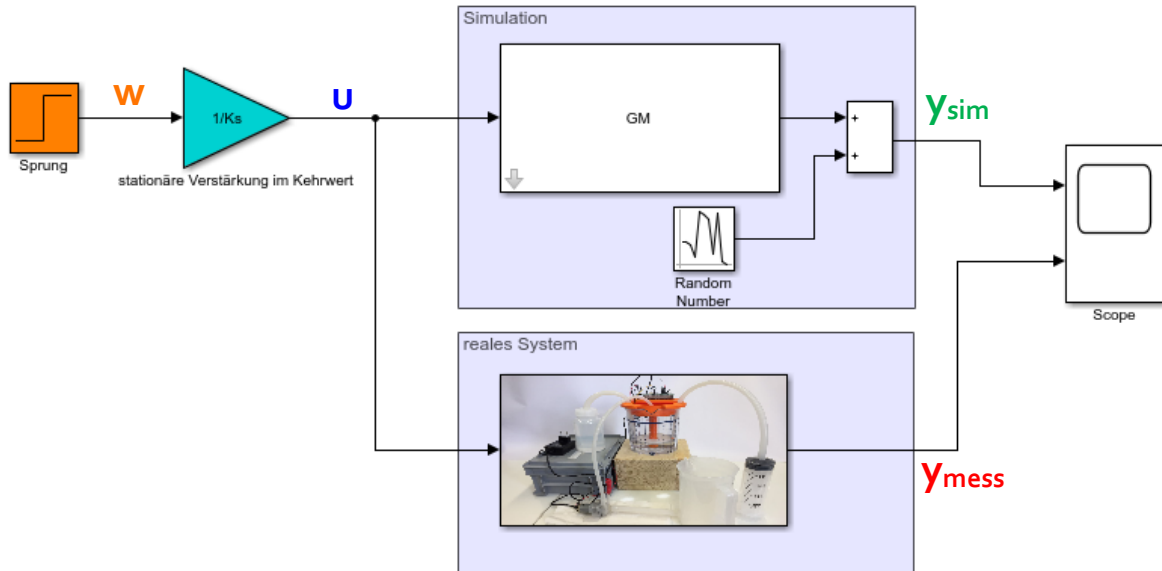 Simulation
w
1/Ks
u
GM
+
+
ysim
Sprung
stationäre Verstärkung im Kehrwert
Random
Number
Scope
reales System
ymess